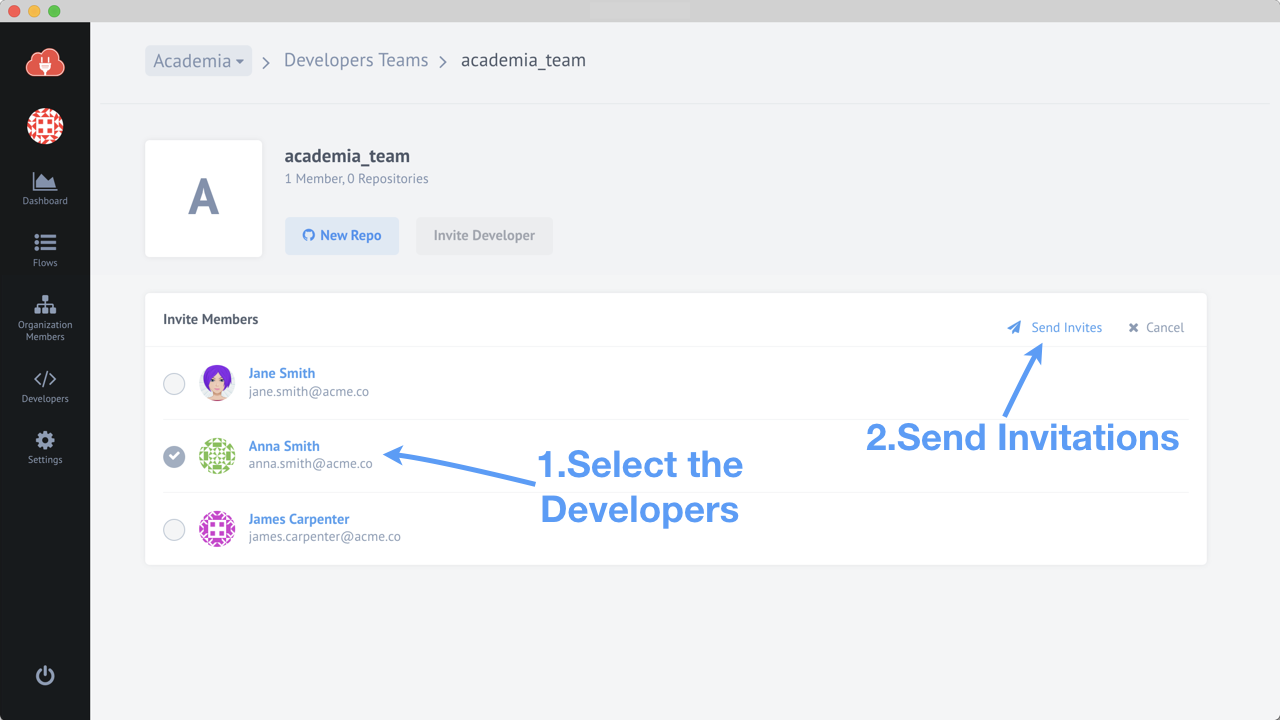 Academia
Developers Teams
academia_team
A
academia_team
1 Member, 0 Repositories
New Repo
Invite Developer
Dashboard
Flows
Organization
Members
Developers
Settings
Invite Members
Send Invites
Cancel
Jane Smith
jane.smith@acme.co
Anna Smith
anna.smith@acme.co
James Carpenter
james.carpenter@acme.co
1.Select the
Developers
2.Send Invitations